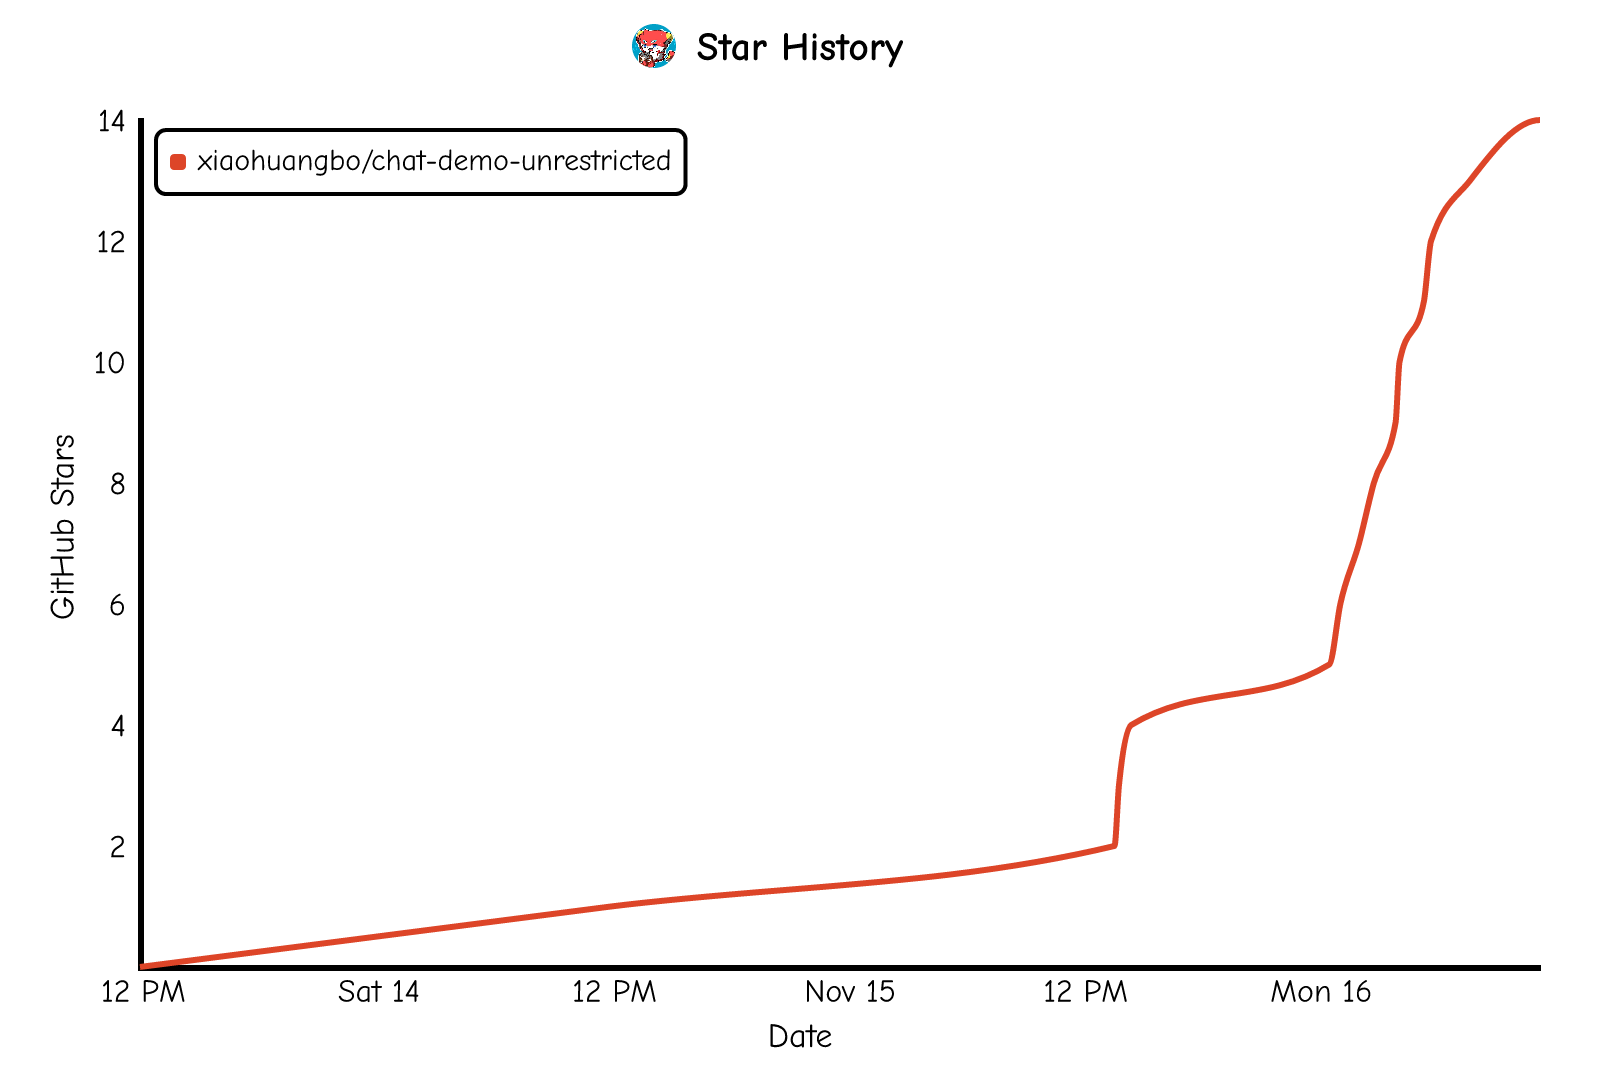 Star History
xiaohuangbo/chat-demo-unrestricted
14
12
10
8
6
4
2
GitHub Stars
12 PM
Sat 14
12 PM
Nov 15
12 PM
Mon 16
Date